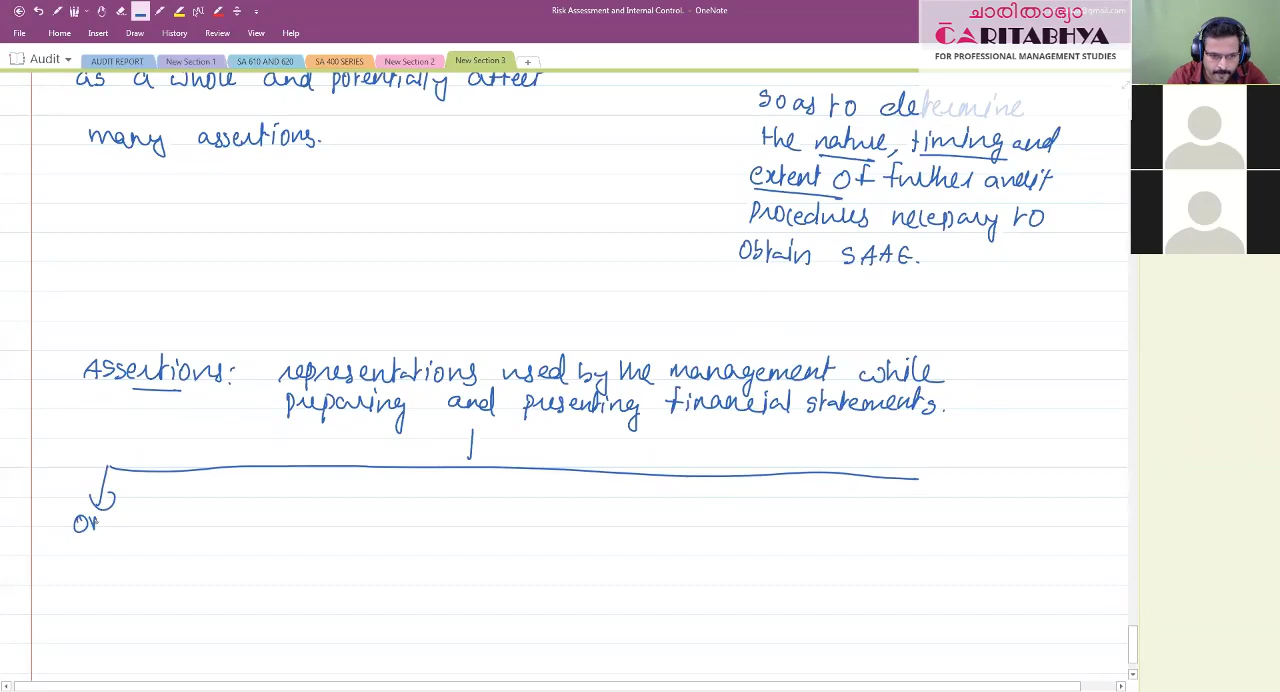 Risk Assessment and Internal Control. - OneNote
@gmail.com
ചാരിതാഭ്യാ
CARITABHYA
FOR PROFESSIONAL MANAGEMENT STUDIES
File Home Insert Draw History Review View Help
Audit AUDIT REPORT New Section 1 SA 610 AND 620 SA 400 SERIES New Section 2 New Section 3 +
as a whole and potentially affect
many assertions.
So as to determine
the nature, timing and
extent of further audit
procedures necessary to
Obtain SAAE.
Assertions: representations used by the management while
preparing and presenting financial statements.